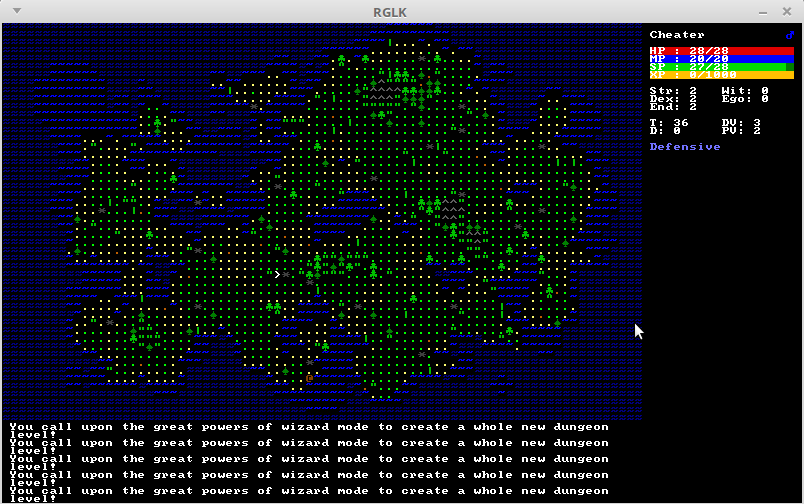 RGLK
Cheater ♂
HP : 28/28
MP : 20/20
SP : 27/28
XP : 0/1000
Str: 2 Wit: 0
Dex: 2 Ego: 0
End: 2
T: 36 DV: 3
D: 0 PV: 2
Defensive
You call upon the great powers of wizard mode to create a whole new dungeon
level!
You call upon the great powers of wizard mode to create a whole new dungeon
level!
You call upon the great powers of wizard mode to create a whole new dungeon
level!
You call upon the great powers of wizard mode to create a whole new dungeon
level!
You call upon the great powers of wizard mode to create a whole new dungeon
level!